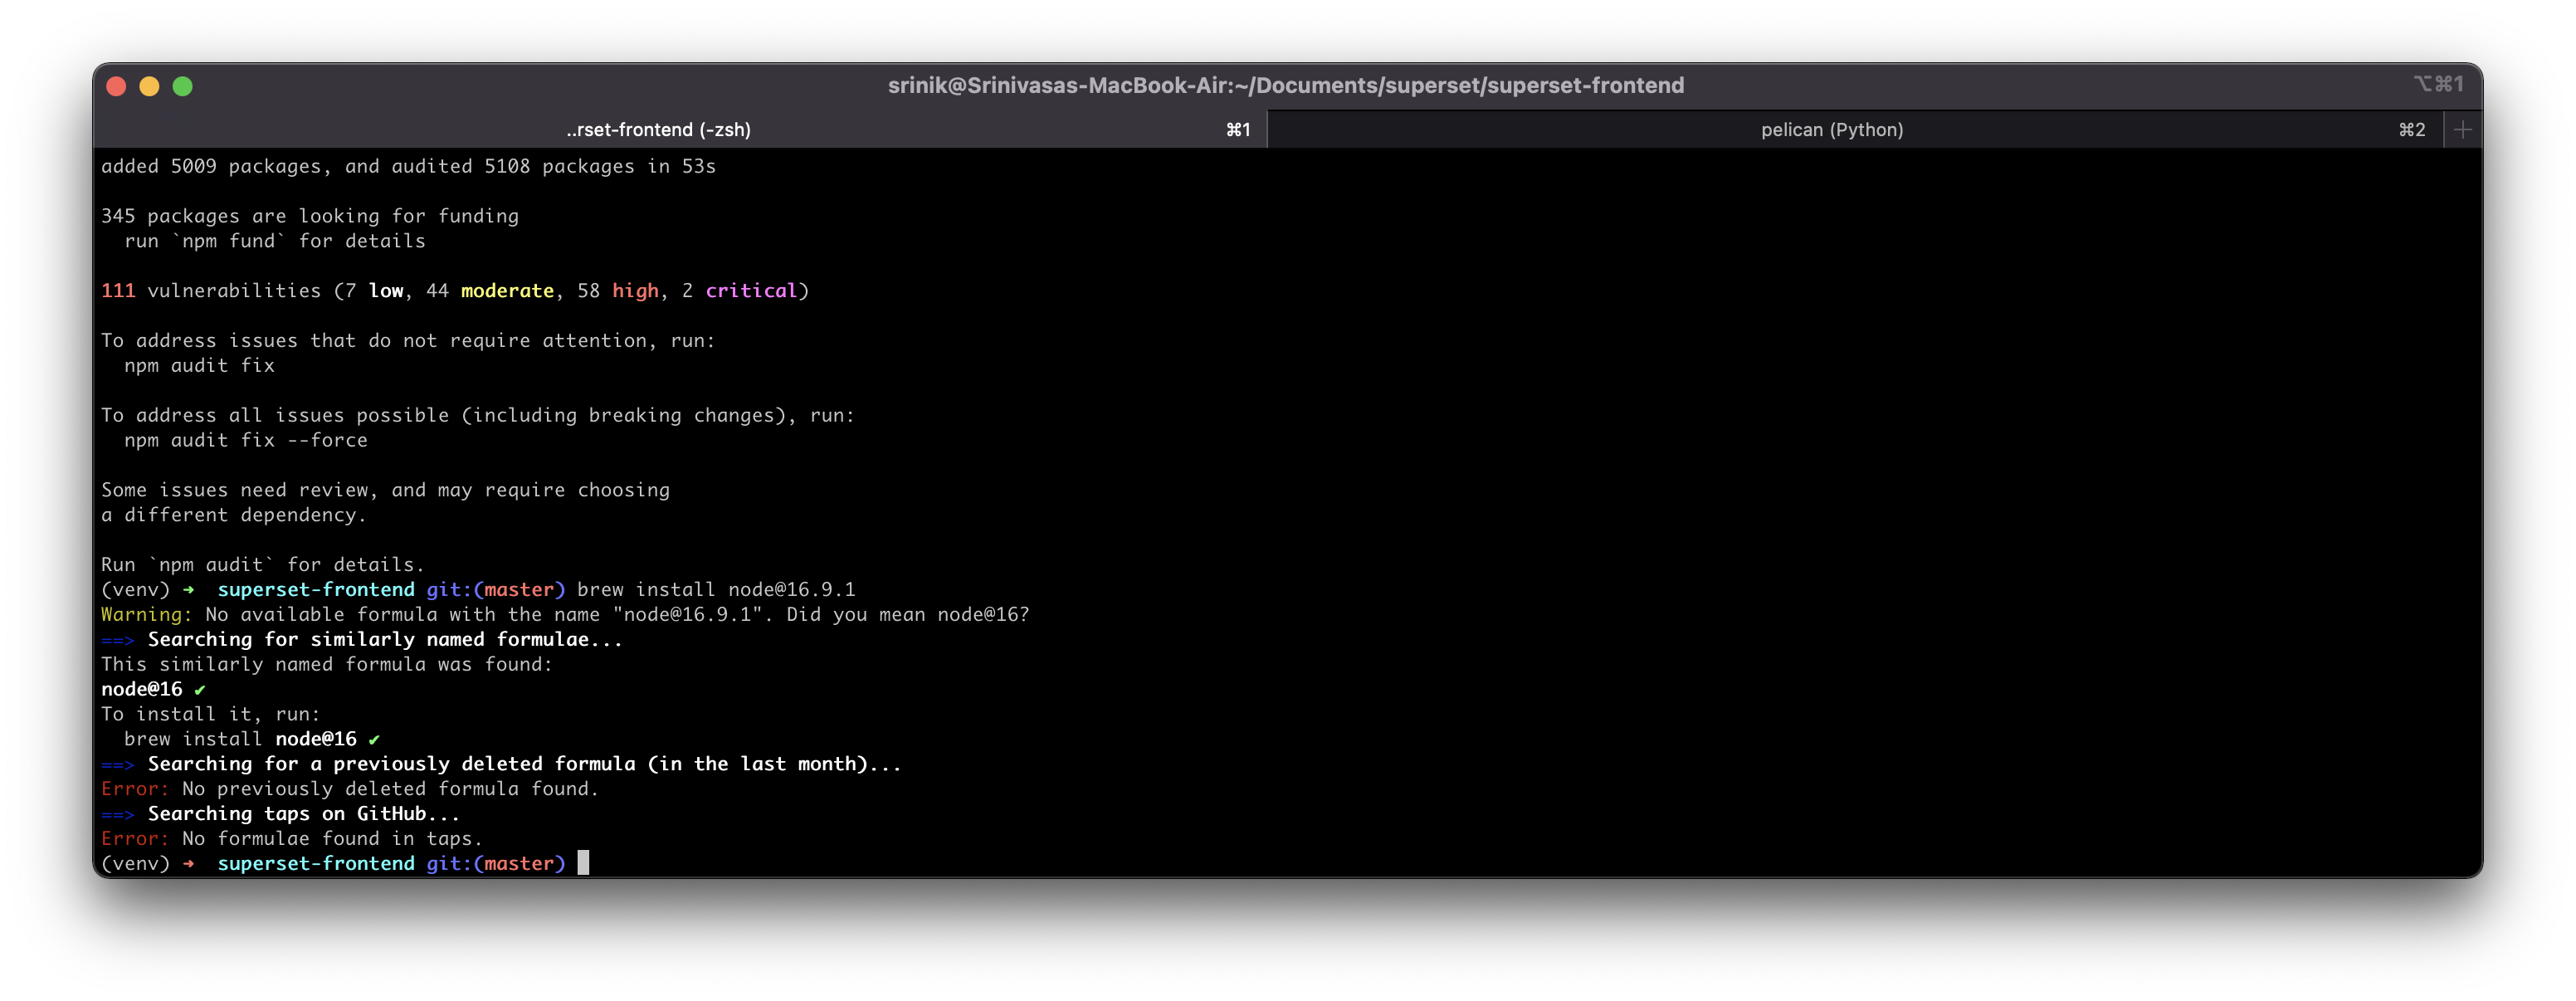 srinik@Srinivasas-MacBook-Air:~/Documents/superset/superset-frontend
⌥⌘1
..rset-frontend (-zsh) ⌘1 pelican (Python) ⌘2 +
added 5009 packages, and audited 5108 packages in 53s
345 packages are looking for funding
  run `npm fund` for details
111 vulnerabilities (7 low, 44 moderate, 58 high, 2 critical)
To address issues that do not require attention, run:
  npm audit fix
To address all issues possible (including breaking changes), run:
  npm audit fix --force
Some issues need review, and may require choosing
a different dependency.
Run `npm audit` for details.
(venv) ➜  superset-frontend git:(master) brew install node@16.9.1
Warning: No available formula with the name "node@16.9.1". Did you mean node@16?
==> Searching for similarly named formulae...
This similarly named formula was found:
node@16 ✔
To install it, run:
  brew install node@16 ✔
==> Searching for a previously deleted formula (in the last month)...
Error: No previously deleted formula found.
==> Searching taps on GitHub...
Error: No formulae found in taps.
(venv) ➜  superset-frontend git:(master)